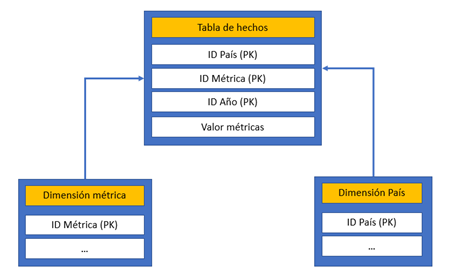 Tabla de hechos
ID País (PK)
ID Métrica (PK)
ID Año (PK)
Valor métricas
Dimensión métrica
ID Métrica (PK)
...
Dimensión País
ID País (PK)
...